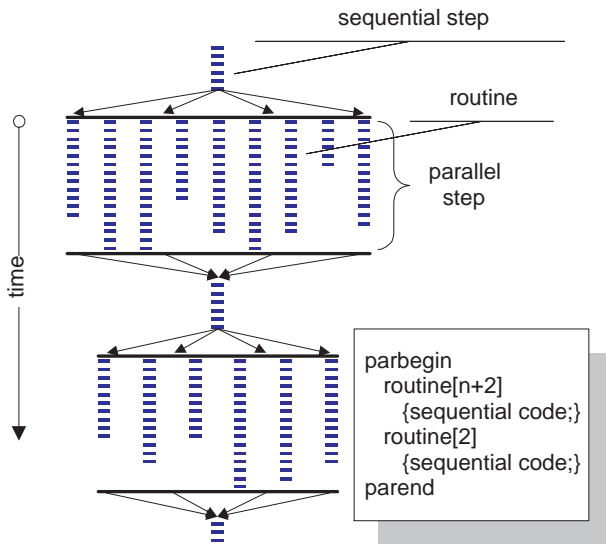 sequential step
routine
parallel
step
time
parbegin
routine[n+2]
{sequential code;}
routine[2]
{sequential code;}
parend